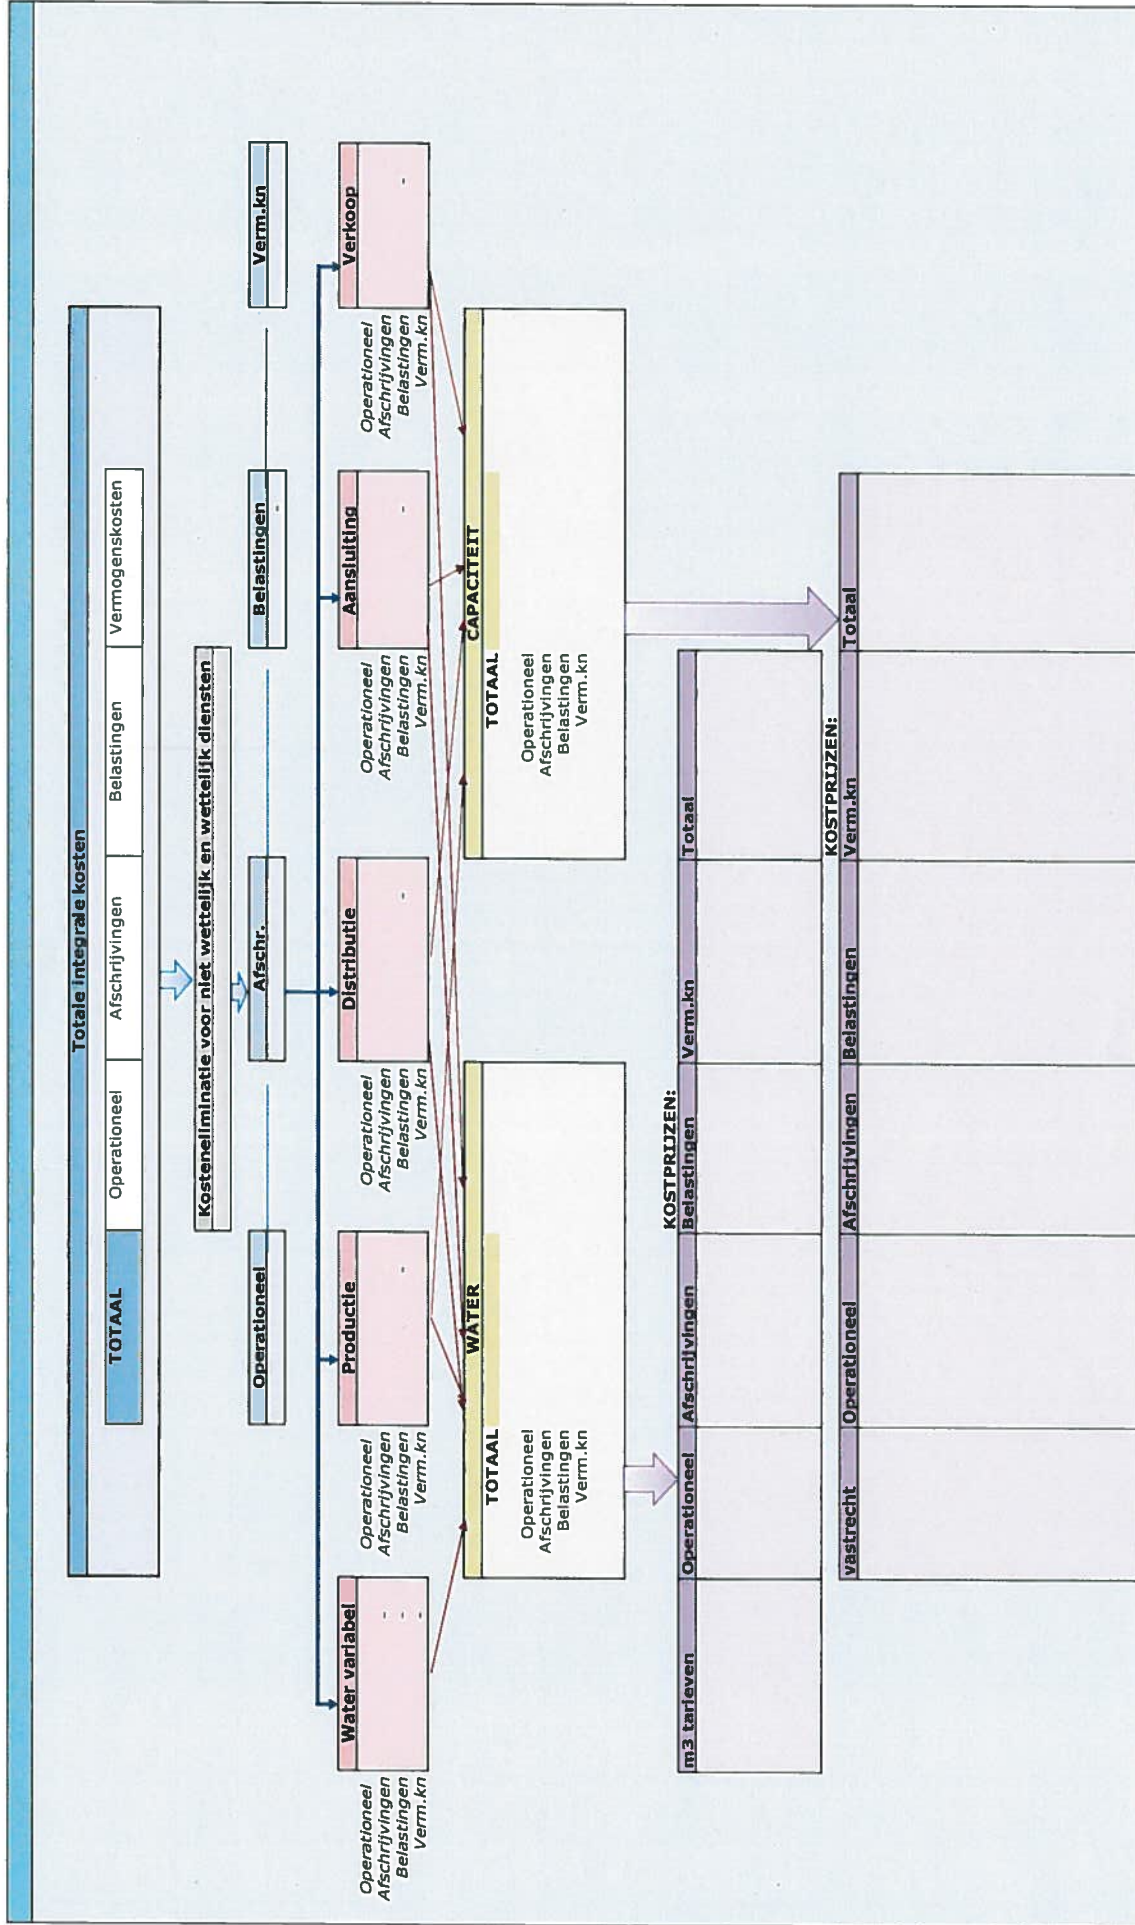 Totale integrale kosten
TOTAAL Operationeel Afschrijvingen Belastingen Vermogenskosten
Kosteneliminatie voor niet wettelijk en wettelijk diensten
Operationeel Afschr. Belastingen Verm.kn
-
Water variabel Productie Distributie Aansluiting Verkoop
Operationeel Operationeel Operationeel Operationeel Operationeel
Afschrijvingen - Afschrijvingen Afschrijvingen Afschrijvingen Afschrijvingen
Belastingen - Belastingen - Belastingen - Belastingen - Belastingen -
Verm.kn - Verm.kn Verm.kn Verm.kn Verm.kn
WATER CAPACITEIT
TOTAAL TOTAAL
Operationeel Operationeel
Afschrijvingen Afschrijvingen
Belastingen Belastingen
Verm.kn Verm.kn
KOSTPRIJZEN:
m3 tarieven Operationeel Afschrijvingen Belastingen Verm.kn Totaal
KOSTPRIJZEN:
vastrecht Operationeel Afschrijvingen Belastingen Verm.kn Totaal